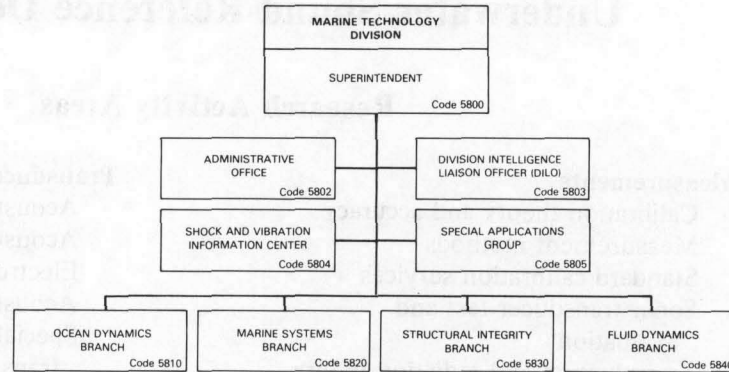 MARINE TECHNOLOGY
DIVISION
SUPERINTENDENT
Code 5800
ADMINISTRATIVE
OFFICE
Code 5802
DIVISION INTELLIGENCE
LIAISON OFFICER (DILO)
Code 5803
SHOCK AND VIBRATION
INFORMATION CENTER
Code 5804
SPECIAL APPLICATIONS
GROUP
Code 5805
OCEAN DYNAMICS
BRANCH
Code 5810
MARINE SYSTEMS
BRANCH
Code 5820
STRUCTURAL INTEGRITY
BRANCH
Code 5830
FLUID DYNAMICS
BRANCH
Code 5840